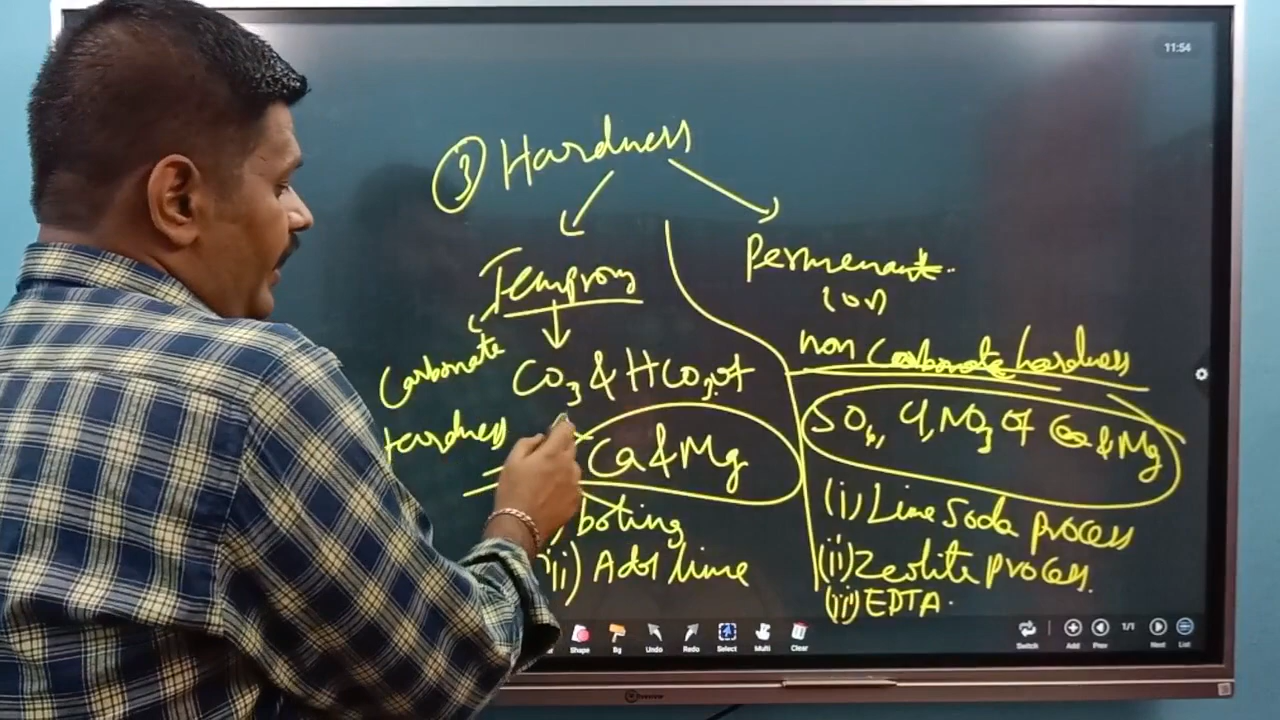 11:54
③ Hardness
Temprory
Carbonate
Hardness
CO3 & HCO3 of
Ca & Mg
boting
(ii) Add lime
Permenant
(or)
non Carbonate hardness
SO4, Cl, NO3 of Ca & Mg
(i) Lime Soda process
(ii) Zeolite process.
(iii) EDTA.
Shape
Bg
Undo
Redo
Select
Multi
Clear
Switch
Add
Prev
1/1
Next
List